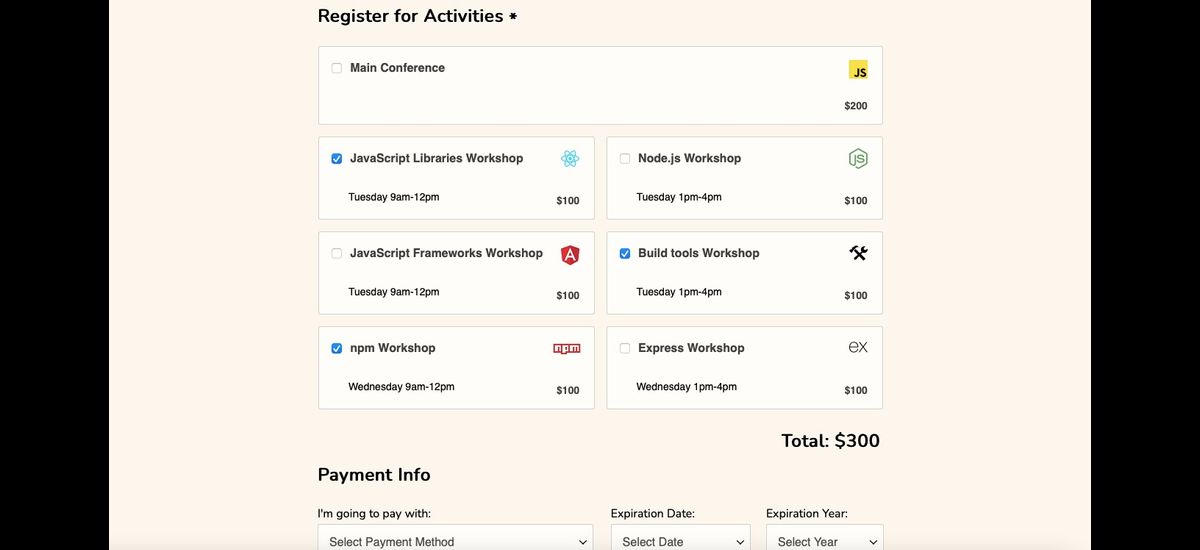 Register for Activities *
Main Conference
JS
$200
JavaScript Libraries Workshop
Tuesday 9am-12pm
$100
Node.js Workshop
JS
Tuesday 1pm-4pm
$100
JavaScript Frameworks Workshop
A
Tuesday 9am-12pm
$100
Build tools Workshop
Tuesday 1pm-4pm
$100
npm Workshop
npm
Wednesday 9am-12pm
$100
Express Workshop
ex
Wednesday 1pm-4pm
$100
Total: $300
Payment Info
I'm going to pay with:
Select Payment Method
Expiration Date:
Select Date
Expiration Year:
Select Year